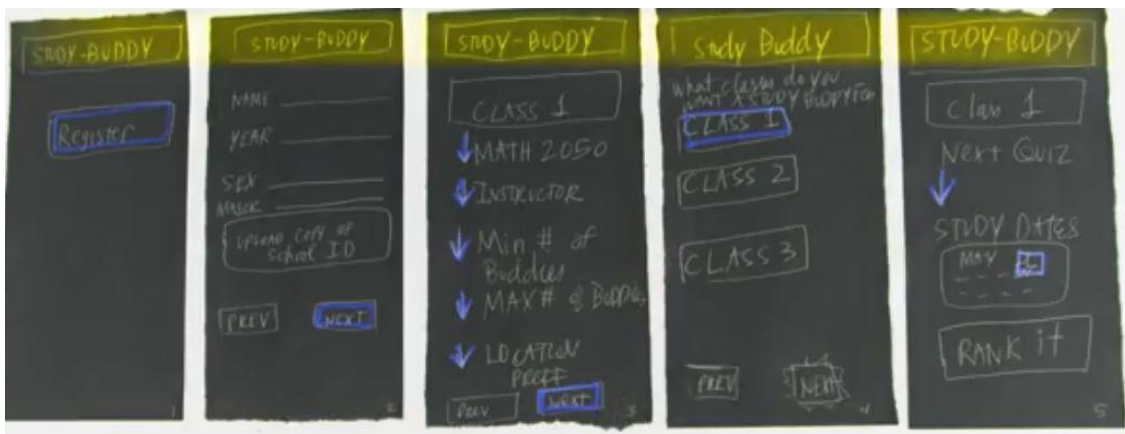 STUDY-BUDDY
Register
1
STUDY-BUDDY
NAME
YEAR
SEX
MAJOR
UPLOAD COPY OF
School ID
PREV
NEXT
2
STUDY-BUDDY
CLASS 1
MATH 2050
INSTRUCTOR
Min # of
Buddies
MAX # of Buddies
LOCATION
PREF
PREV
NEXT
3
Study Buddy
What classes do you
WANT A STUDY BUDDY FOR
CLASS 1
CLASS 2
CLASS 3
PREV
NEXT
4
STUDY-BUDDY
Class 1
Next Quiz
STUDY DATES
MAY
RANK it
5